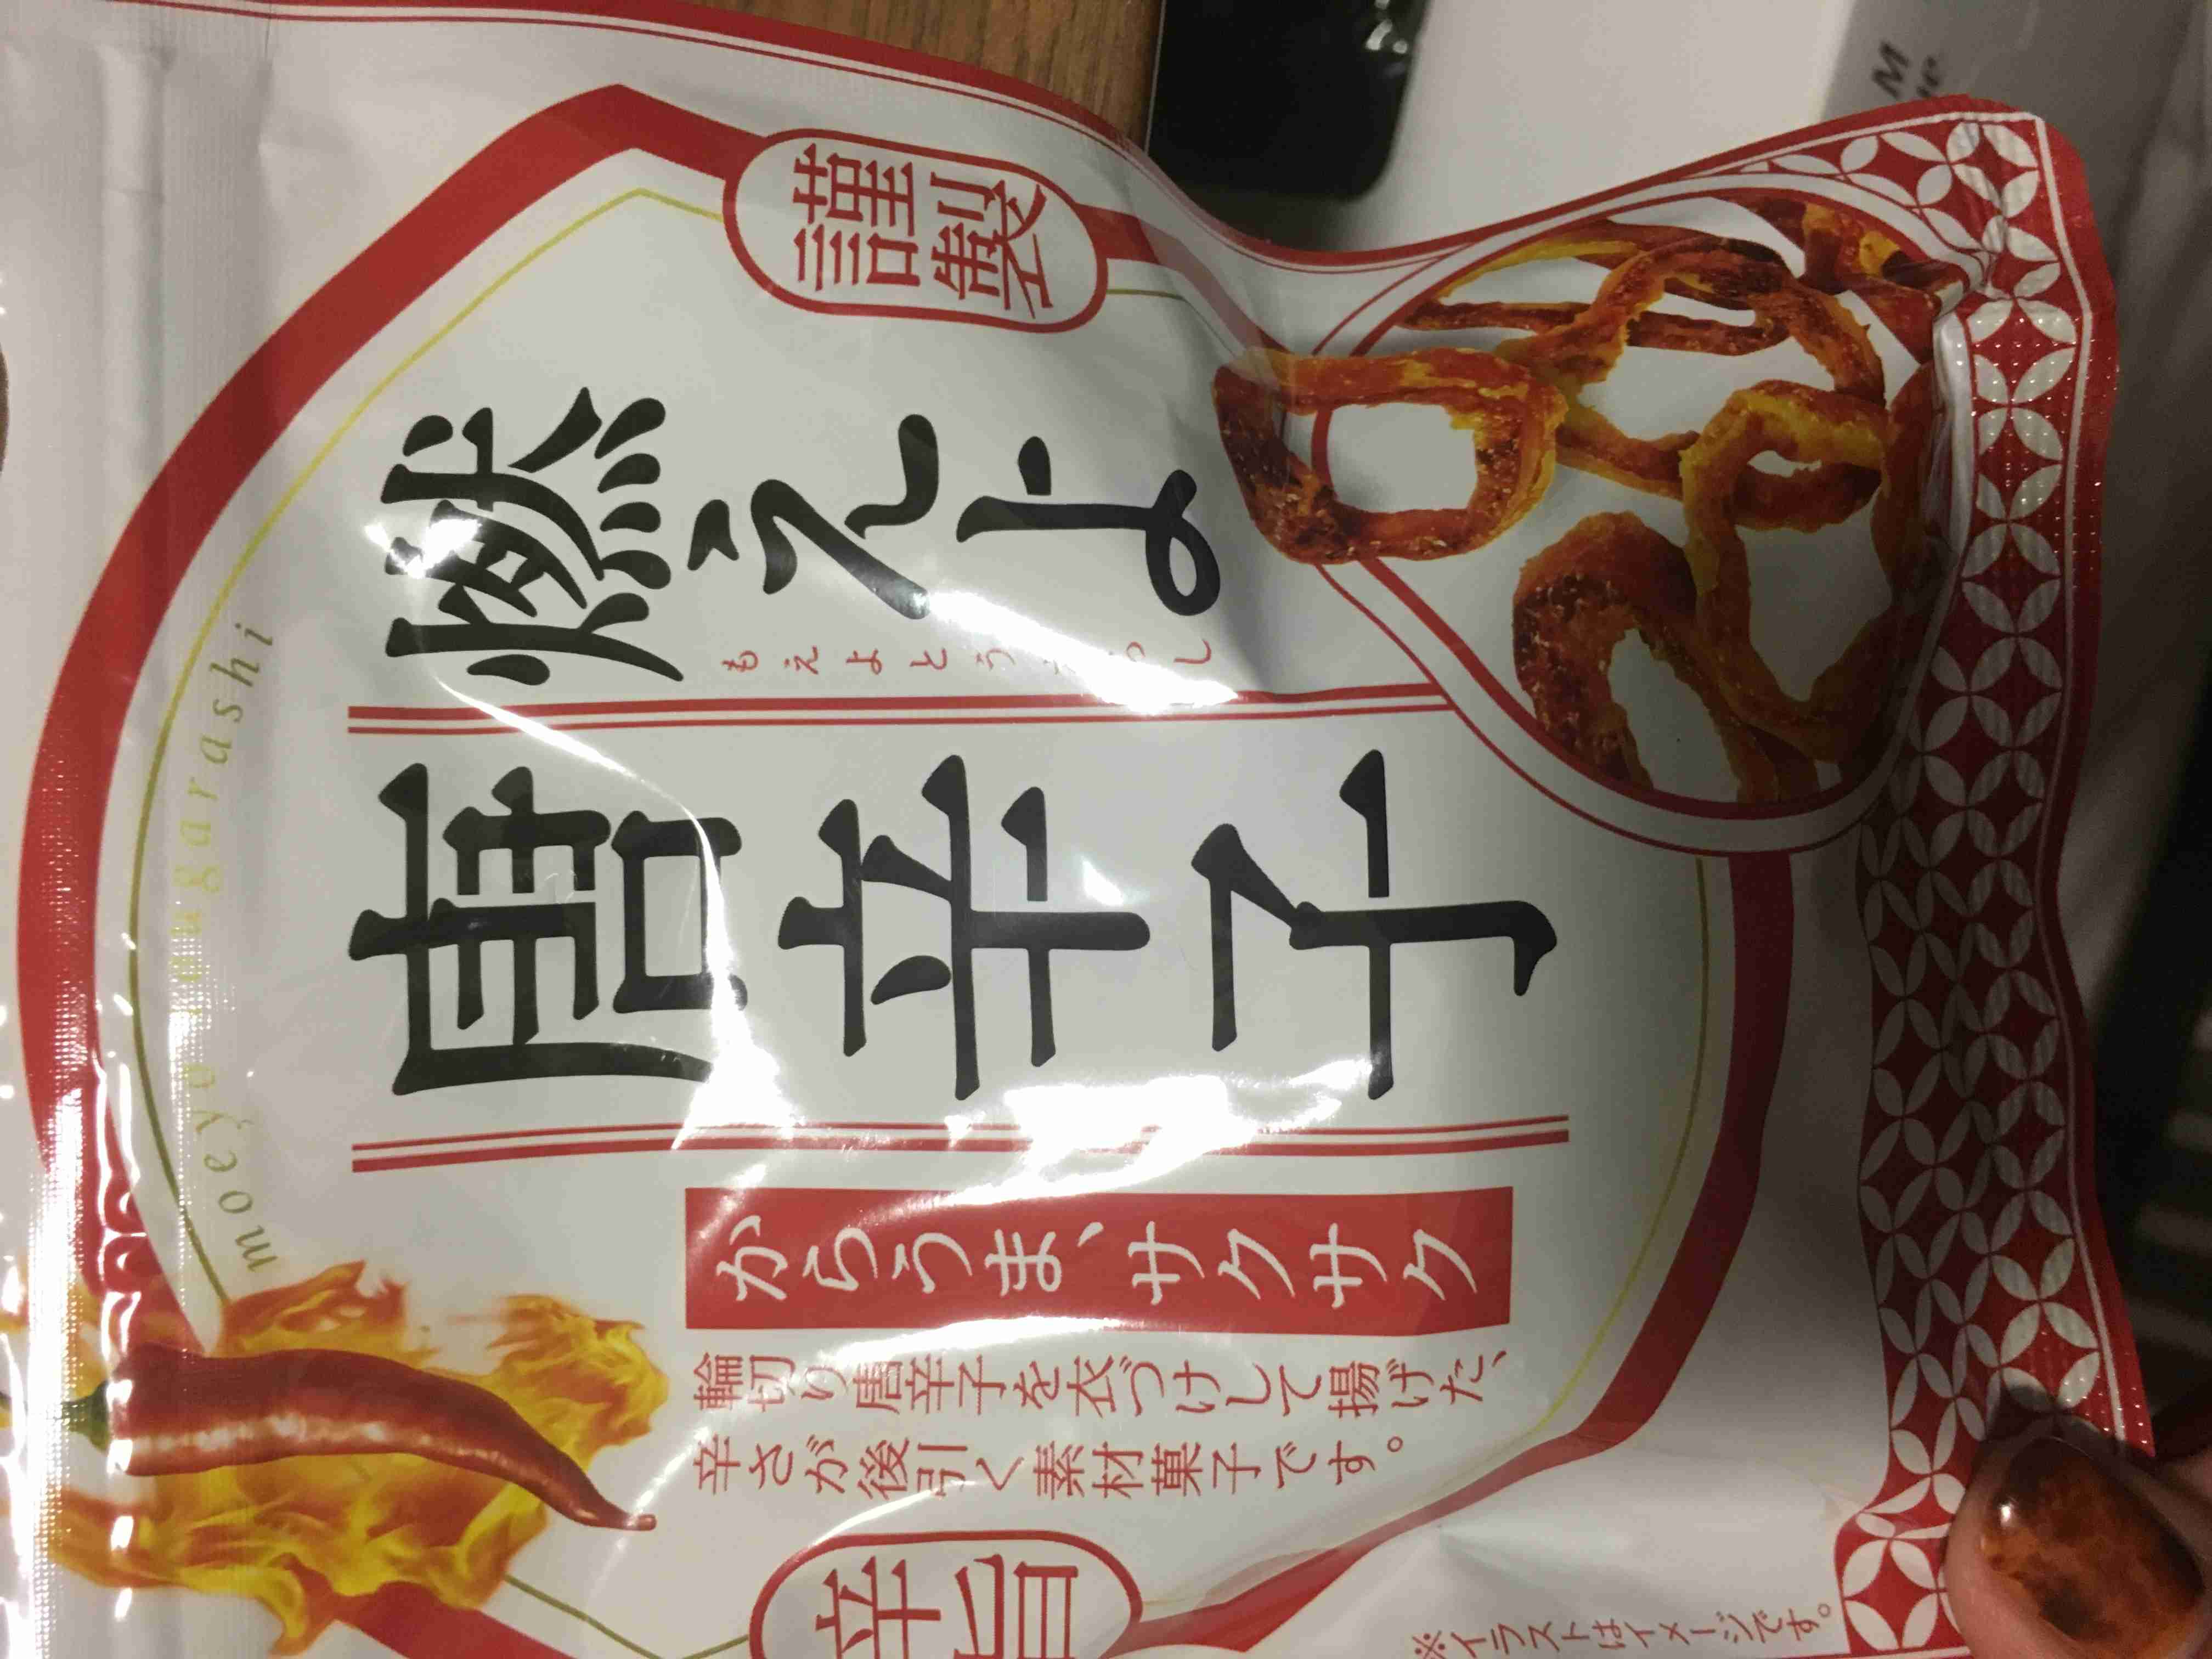 謹製
燃えよ
唐辛子
もえよとうがらし
moeyo tougarashi
からうま、サクサク
輪切り唐辛子を衣づけして揚げた、
辛さが後引く素材菓子です。
辛旨
※イラストはイメージです。
M